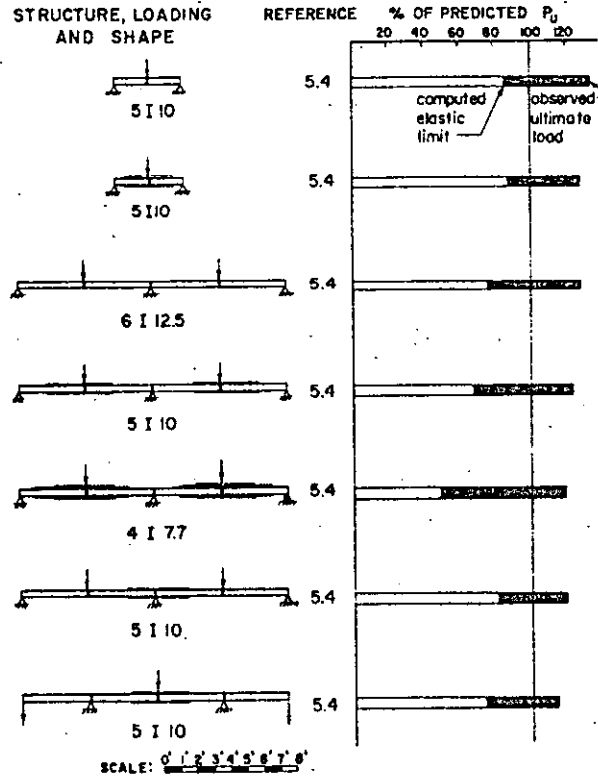 STRUCTURE, LOADING AND SHAPE
REFERENCE
% OF PREDICTED Pu
20 40 60 80 100 120
5 I 10
5.4
computed elastic limit
observed ultimate load
5 I 10
5.4
6 I 12.5
5.4
5 I 10
5.4
4 I 7.7
5.4
5 I 10
5.4
5 I 10
5.4
SCALE: 0' 1' 2' 3' 4' 5' 6' 7' 8'